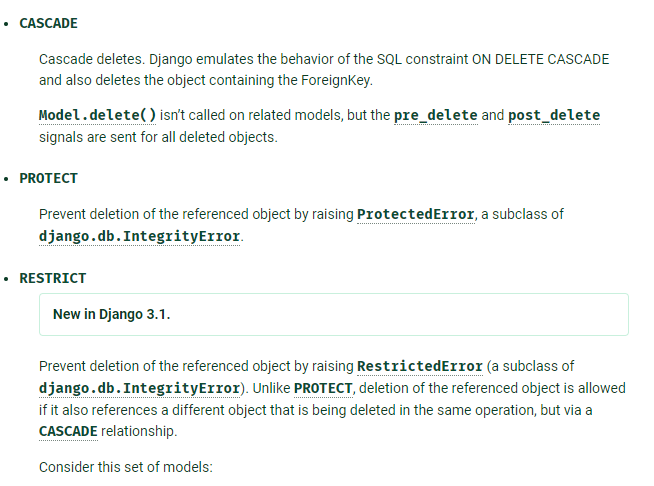 • CASCADE
Cascade deletes. Django emulates the behavior of the SQL constraint ON DELETE CASCADE
and also deletes the object containing the ForeignKey.
Model.delete() isn’t called on related models, but the pre_delete and post_delete
signals are sent for all deleted objects.
• PROTECT
Prevent deletion of the referenced object by raising ProtectedError, a subclass of
django.db.IntegrityError.
• RESTRICT
New in Django 3.1.
Prevent deletion of the referenced object by raising RestrictedError (a subclass of
django.db.IntegrityError). Unlike PROTECT, deletion of the referenced object is allowed
if it also references a different object that is being deleted in the same operation, but via a
CASCADE relationship.
Consider this set of models: